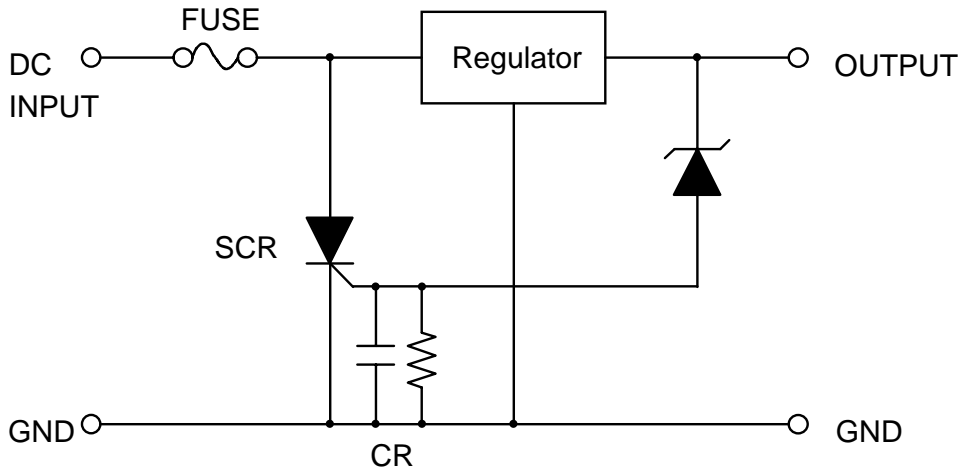 FUSE
DC
INPUT
Regulator
OUTPUT
SCR
GND
CR
GND